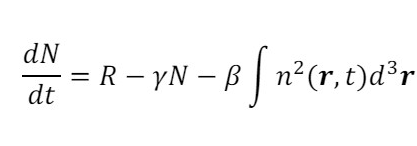 dN/dt = R − γN − β ∫ n²(r, t)d³r